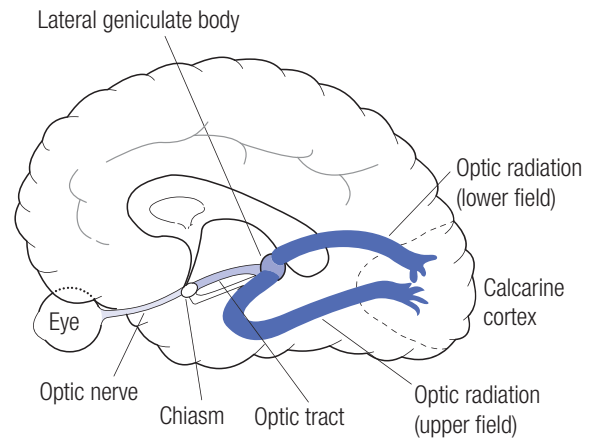 Lateral geniculate body
Optic radiation
(lower field)
Calcarine
cortex
Eye
Optic nerve
Chiasm
Optic tract
Optic radiation
(upper field)